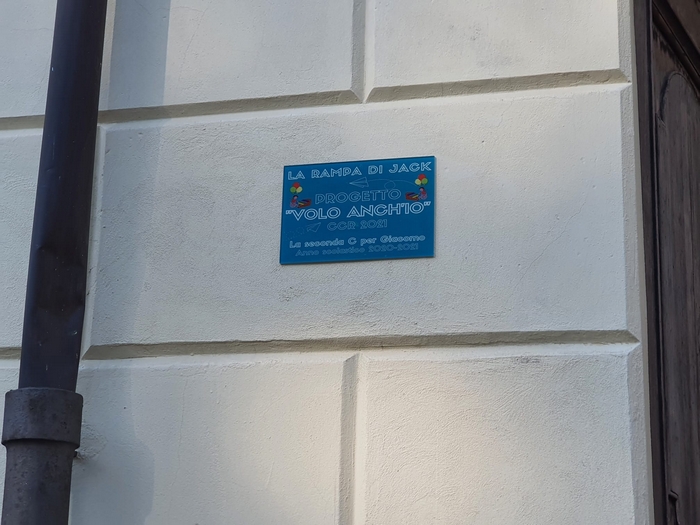 LA RAMPA DI JACK
PROGETTO
"VOLO ANCH'IO"
CCR 2021
La seconda C per Giacomo
Anno scolastico 2020-2021